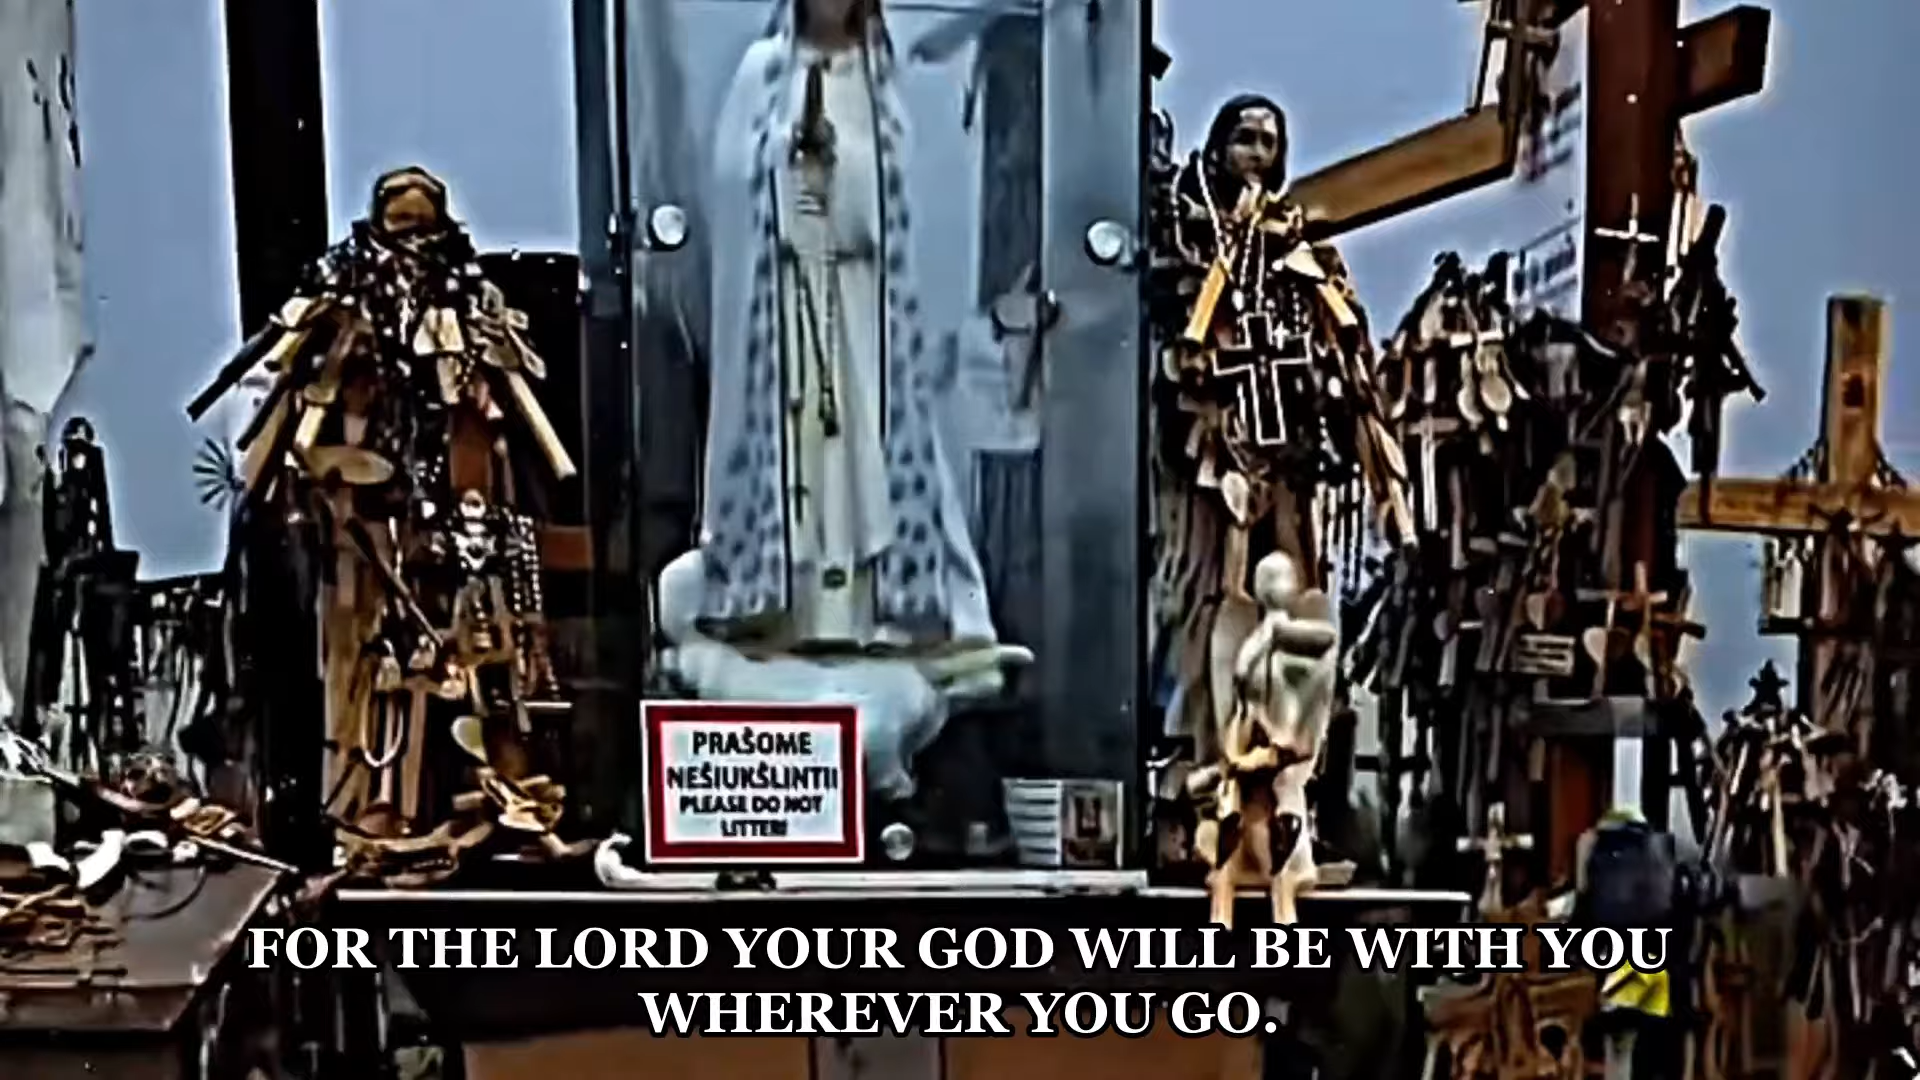 PRAŠOME
NEŠIUKŠLINTI!
PLEASE DO NOT
LITTER!
FOR THE LORD YOUR GOD WILL BE WITH YOU
WHEREVER YOU GO.